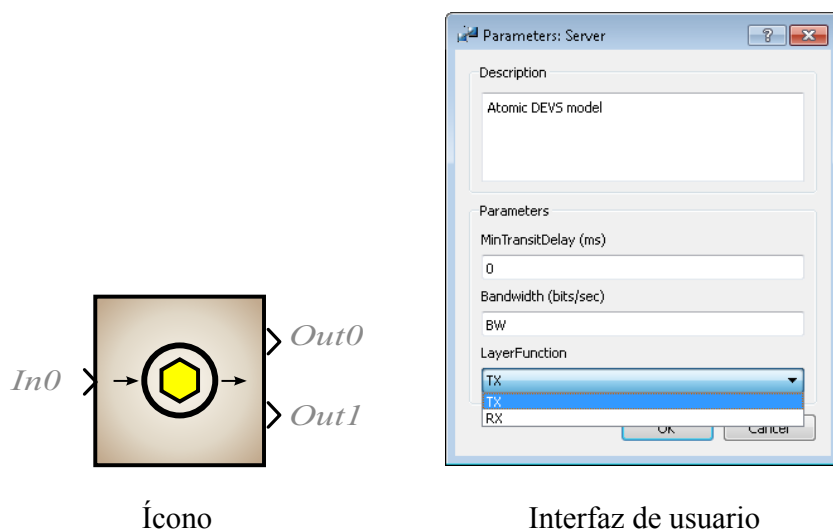 Parameters: Server
Description
Atomic DEVS model
Parameters
MinTransitDelay (ms)
0
Bandwidth (bits/sec)
BW
LayerFunction
TX
TX
RX
OK
Cancel
In0
Out0
Out1
Ícono
Interfaz de usuario